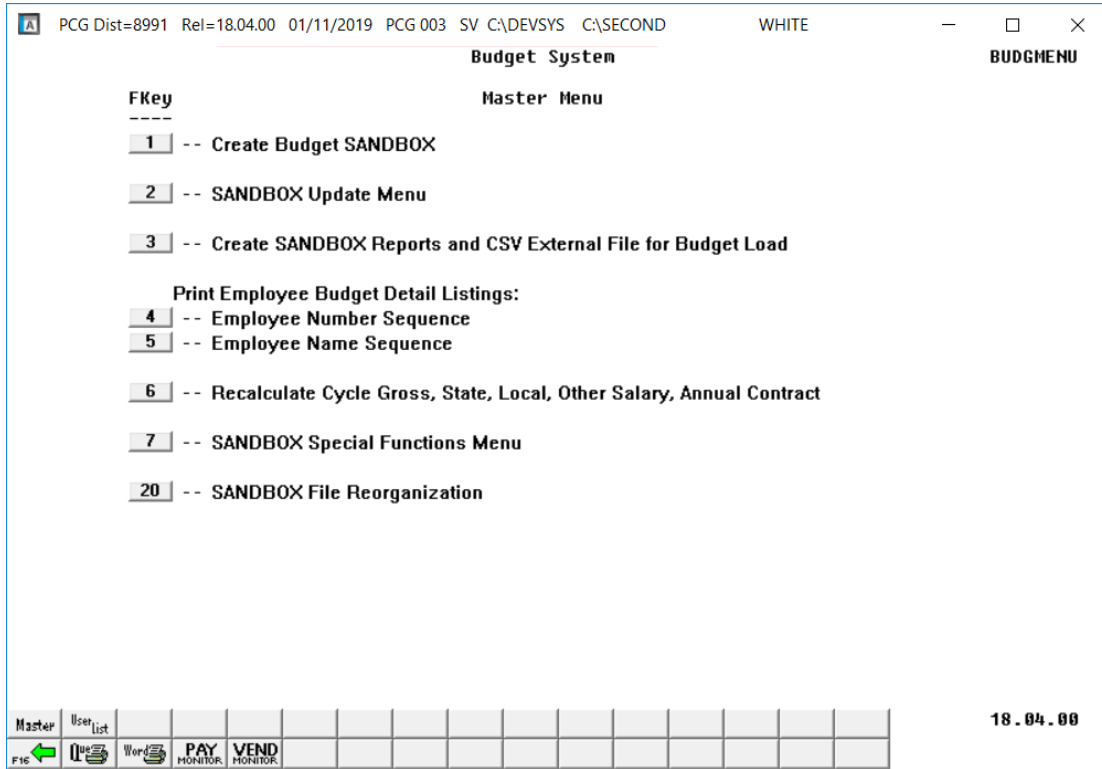 A PCG Dist=8991 Rel=18.04.00 01/11/2019 PCG 003 SV C:\DEVSYS C:\SECOND WHITE
Budget System BUDGMENU
FKey Master Menu
----
1 -- Create Budget SANDBOX
2 -- SANDBOX Update Menu
3 -- Create SANDBOX Reports and CSV External File for Budget Load
Print Employee Budget Detail Listings:
4 -- Employee Number Sequence
5 -- Employee Name Sequence
6 -- Recalculate Cycle Gross, State, Local, Other Salary, Annual Contract
7 -- SANDBOX Special Functions Menu
20 -- SANDBOX File Reorganization
Master User List 18.04.00
F16 Que Word PAY MONITOR VEND MONITOR